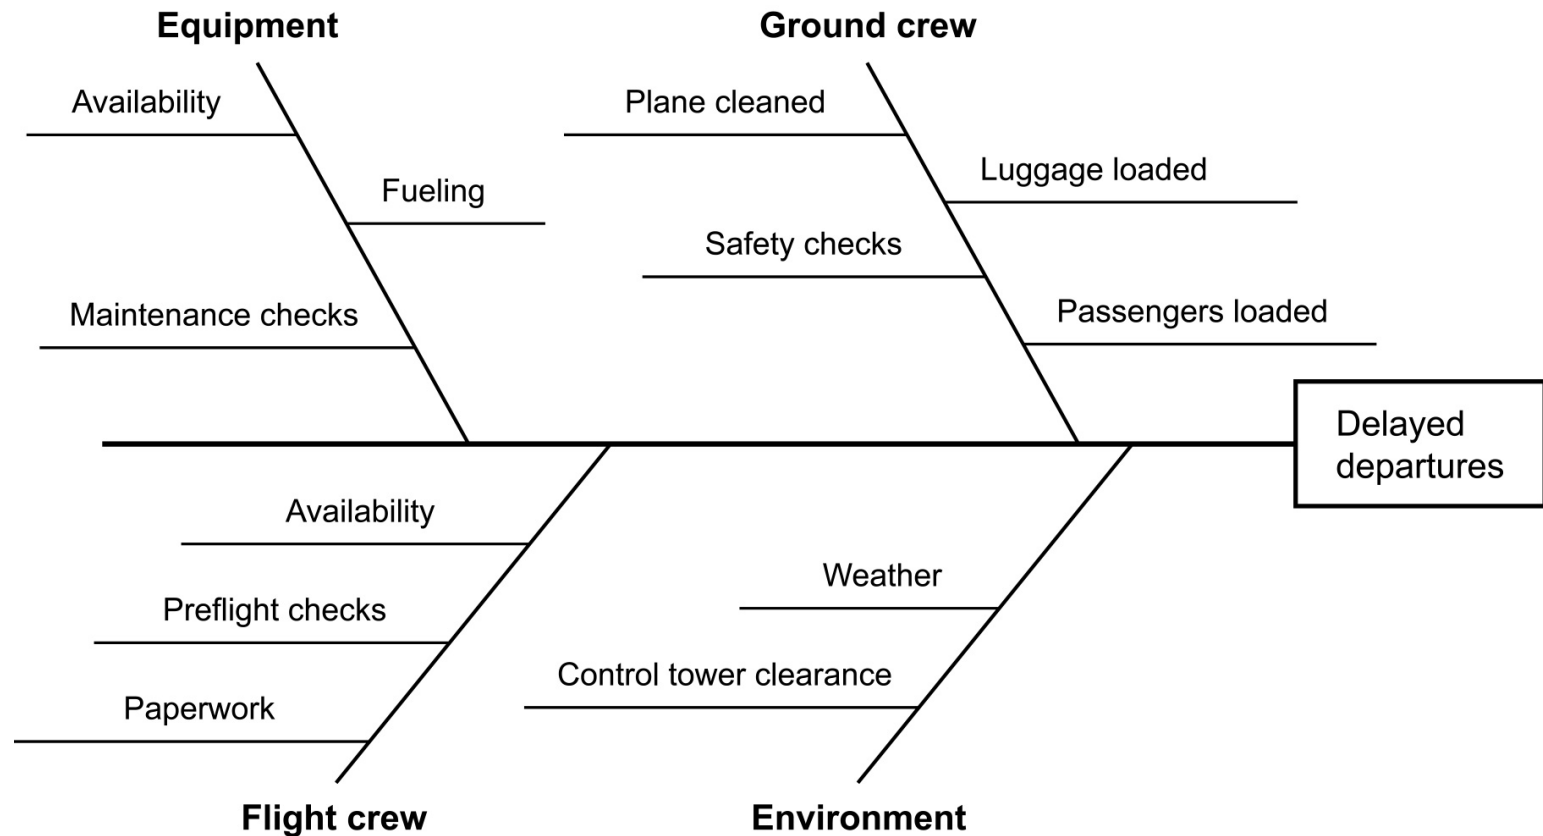 Equipment
Ground crew
Availability
Plane cleaned
Luggage loaded
Fueling
Safety checks
Maintenance checks
Passengers loaded
Delayed
departures
Availability
Weather
Preflight checks
Control tower clearance
Paperwork
Flight crew
Environment